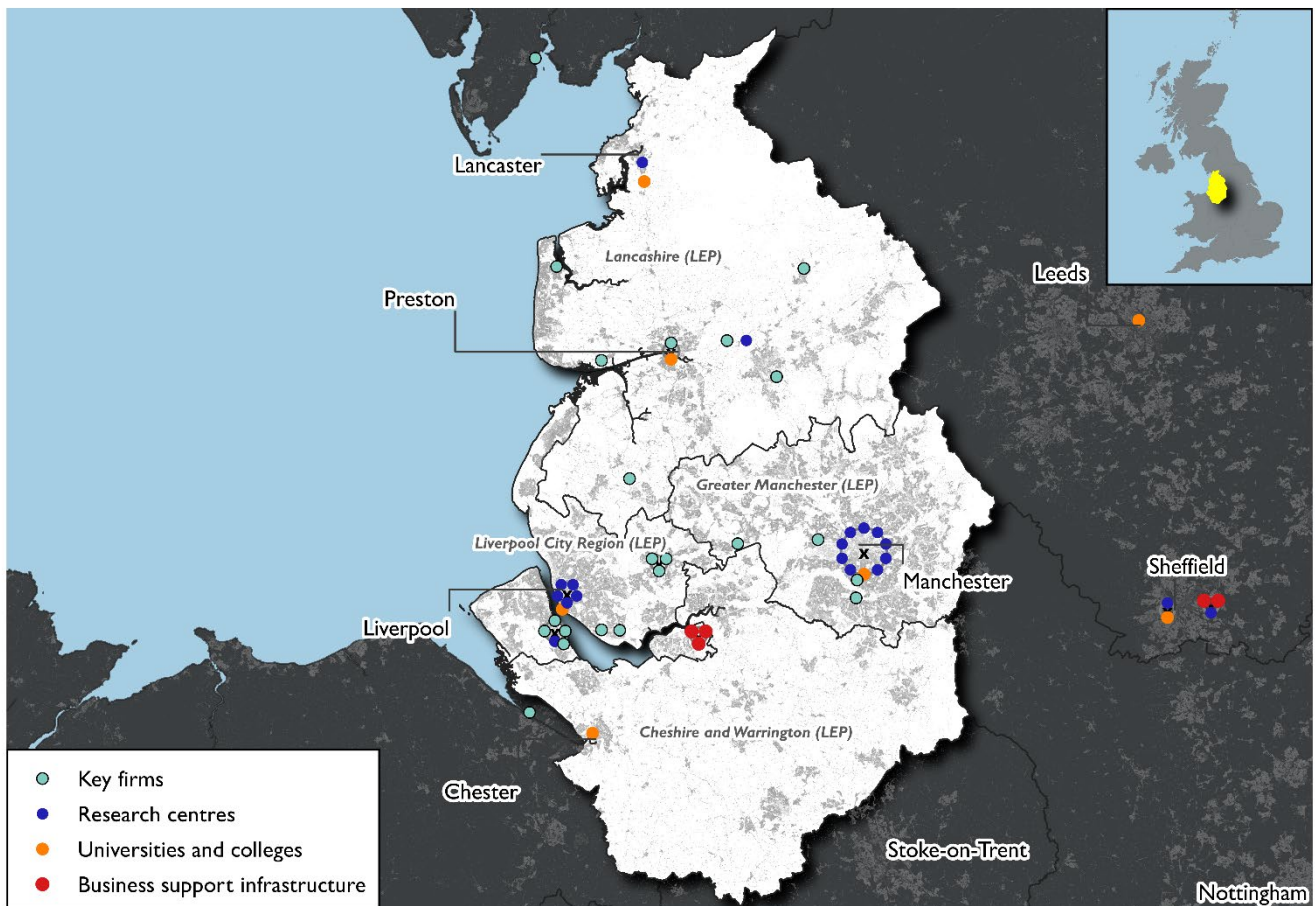 Lancaster
Lancashire (LEP)
Leeds
Preston
Greater Manchester (LEP)
Liverpool City Region (LEP)
x
Manchester
Sheffield
x
Liverpool
x
Cheshire and Warrington (LEP)
Key firms
Chester
Research centres
Universities and colleges
Stoke-on-Trent
Business support infrastructure
Nottingham